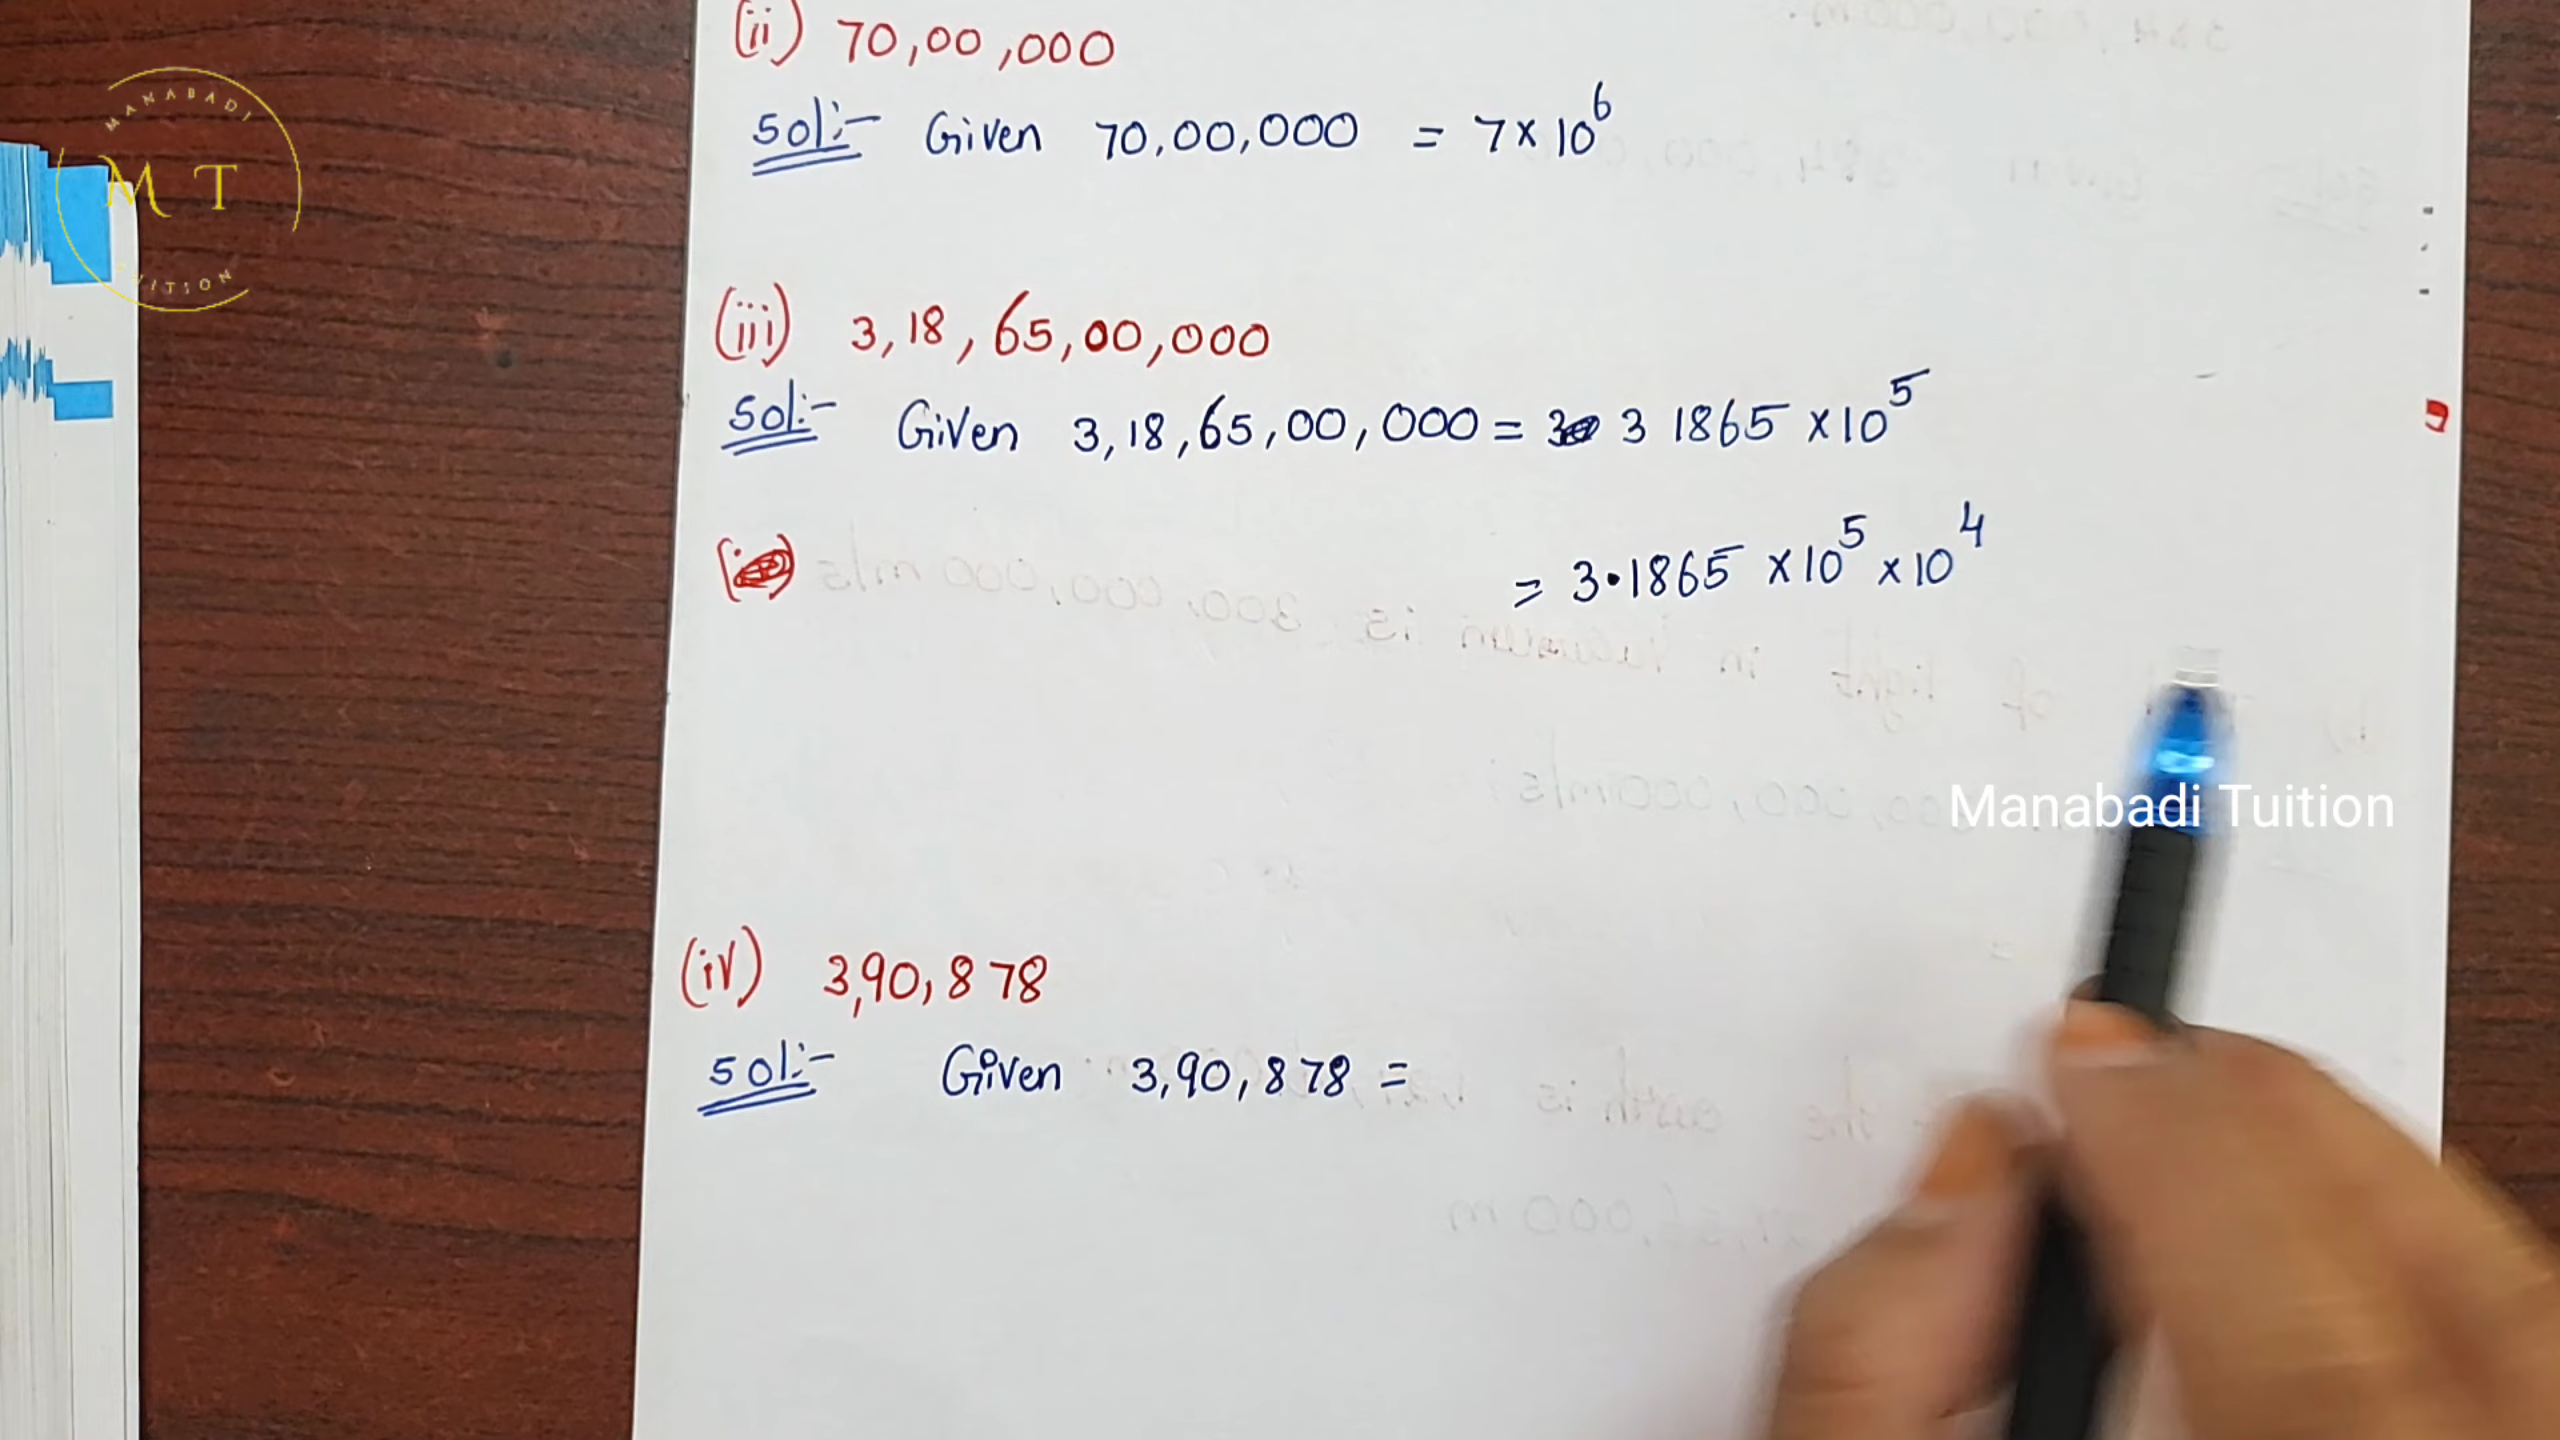 (ii) 70,00,000
Sol:- Given 70,00,000 = 7 × 10⁶
(iii) 3,18,65,00,000
Sol:- Given 3,18,65,00,000 = 3 1865 × 10⁵
= 3.1865 × 10⁵ × 10⁴
(iv) 3,90,878
Sol:- Given 3,90,878 =
MANABADI
M T
TUITION
Manabadi Tuition